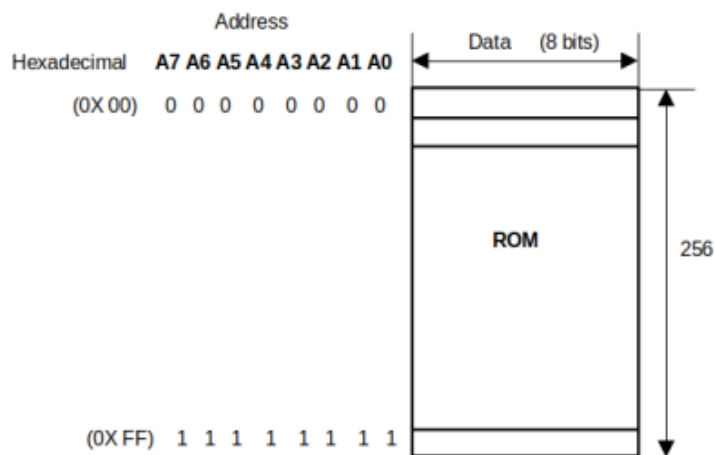 Address
Hexadecimal A7 A6 A5 A4 A3 A2 A1 A0 Data (8 bits)
(0X 00) 0 0 0 0 0 0 0 0
ROM
256
(0X FF) 1 1 1 1 1 1 1 1